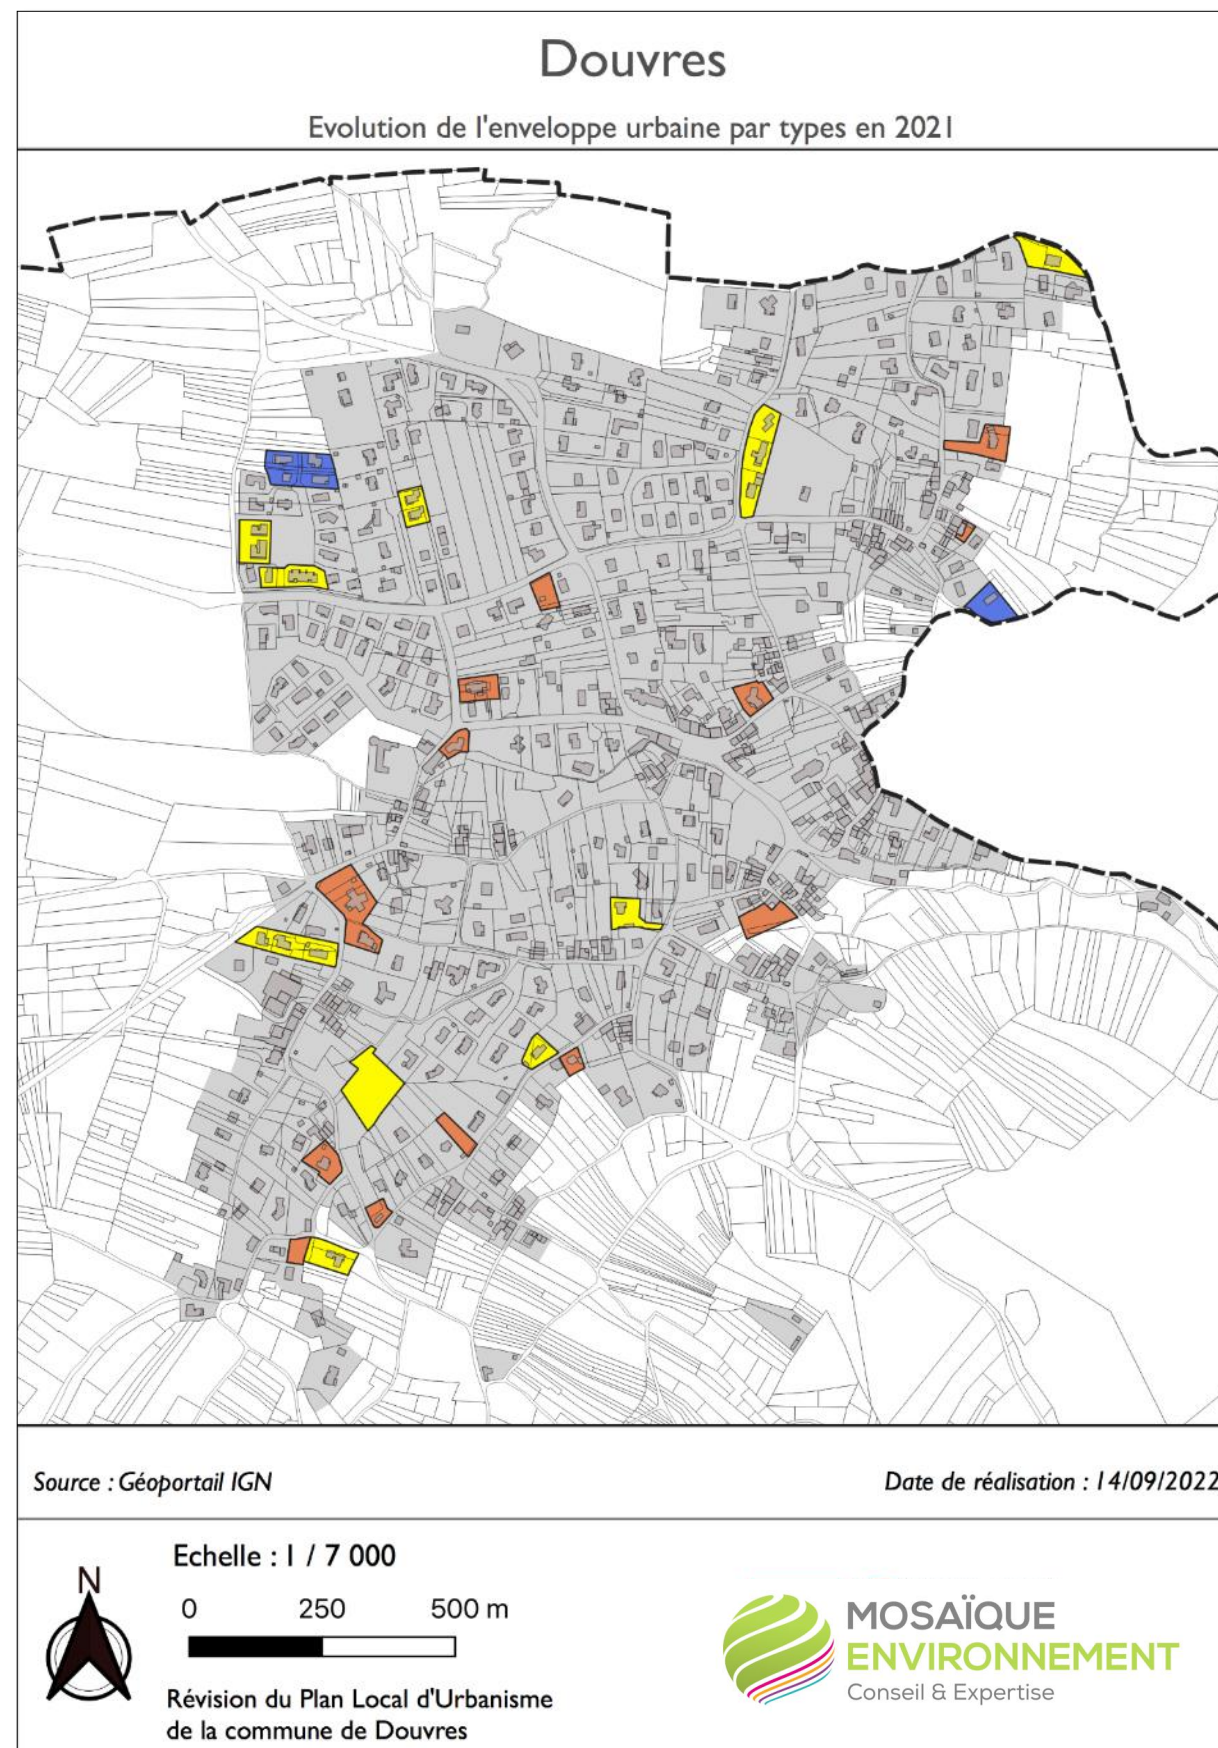 Douvres
Evolution de l'enveloppe urbaine par types en 2021
Source : Géoportail IGN
Date de réalisation : 14/09/2022
Echelle : 1 / 7 000
N
0 250 500 m
Révision du Plan Local d'Urbanisme
de la commune de Douvres
MOSAÏQUE
ENVIRONNEMENT
Conseil & Expertise